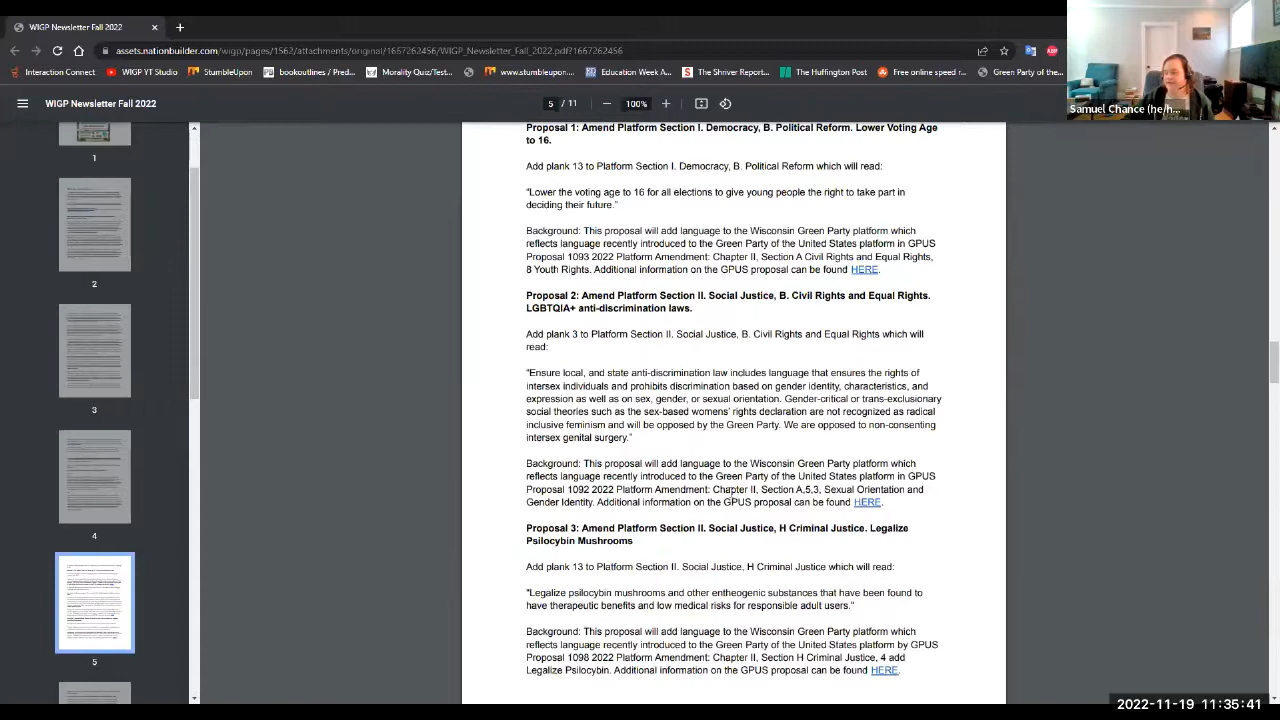 WIGP Newsletter Fall 2022
assets.nationbuilder.com/wigp/pages/1562/attachments/original/1667262456/WIGP_Newsletter_Fall_2022.pdf?1667262456
Interaction Connect
WIGP YT Studio
StumbleUpon
bookoutlines / Pred...
Morality Quiz/Test...
www.stumbleupon...
Education Week A...
The Shriver Report...
The Huffington Post
Free online speed r...
Green Party of the
Samuel Chance (he/h...
WIGP Newsletter Fall 2022
5 / 11
100%
1
2
3
4
5
Proposal 1: Amend Platform Section I. Democracy, B. Political Reform. Lower Voting Age
to 16.
Add plank 13 to Platform Section I. Democracy, B. Political Reform which will read:
“Lower the voting age to 16 for all elections to give young people the right to take part in
deciding their future.”
Background: This proposal will add language to the Wisconsin Green Party platform which
reflects language recently introduced to the Green Party of the United States platform in GPUS
Proposal 1093 2022 Platform Amendment: Chapter II, Section A Civil Rights and Equal Rights,
8 Youth Rights. Additional information on the GPUS proposal can be found HERE.
Proposal 2: Amend Platform Section II. Social Justice, B. Civil Rights and Equal Rights.
LGBTQIA+ anti-discrimination laws.
Add plank 3 to Platform Section II. Social Justice, B. Civil Rights and Equal Rights which will
read:
“Ensure local, and state anti-discrimination law includes language that ensures the rights of
intersex individuals and prohibits discrimination based on gender identity, characteristics, and
expression as well as on sex, gender, or sexual orientation. Gender-critical or trans-exclusionary
social theories such as the sex-based womens’ rights declaration are not recognized as radical
inclusive feminism and will be opposed by the Green Party. We are opposed to non-consenting
intersex genital surgery.”
Background: This proposal will add language to the Wisconsin Green Party platform which
reflects language recently introduced to the Green Party of the United States platform in GPUS
Proposal 1092 2022 Platform Amendment: Chapter II, Section A,5,3, Sexual Orientation and
Gender Identity. Additional information on the GPUS proposal can be found HERE.
Proposal 3: Amend Platform Section II. Social Justice, H Criminal Justice. Legalize
Psilocybin Mushrooms
Add plank 13 to Platform Section II. Social Justice, H Criminal Justice which will read:
"Legalize psilocybin mushrooms and other entheogenic substances that have been found to
have therapeutic benefits and low medical risks for responsible adult users.”
Background: This proposal will add language to the Wisconsin Green Party platform which
reflects language recently introduced to the Green Party of the United States platform by GPUS
Proposal 1098 2022 Platform Amendment: Chapter II, Section H Criminal Justice, 4 add
Legalize Psilocybin. Additional information on the GPUS proposal can be found HERE.
2022-11-19 11:35:41